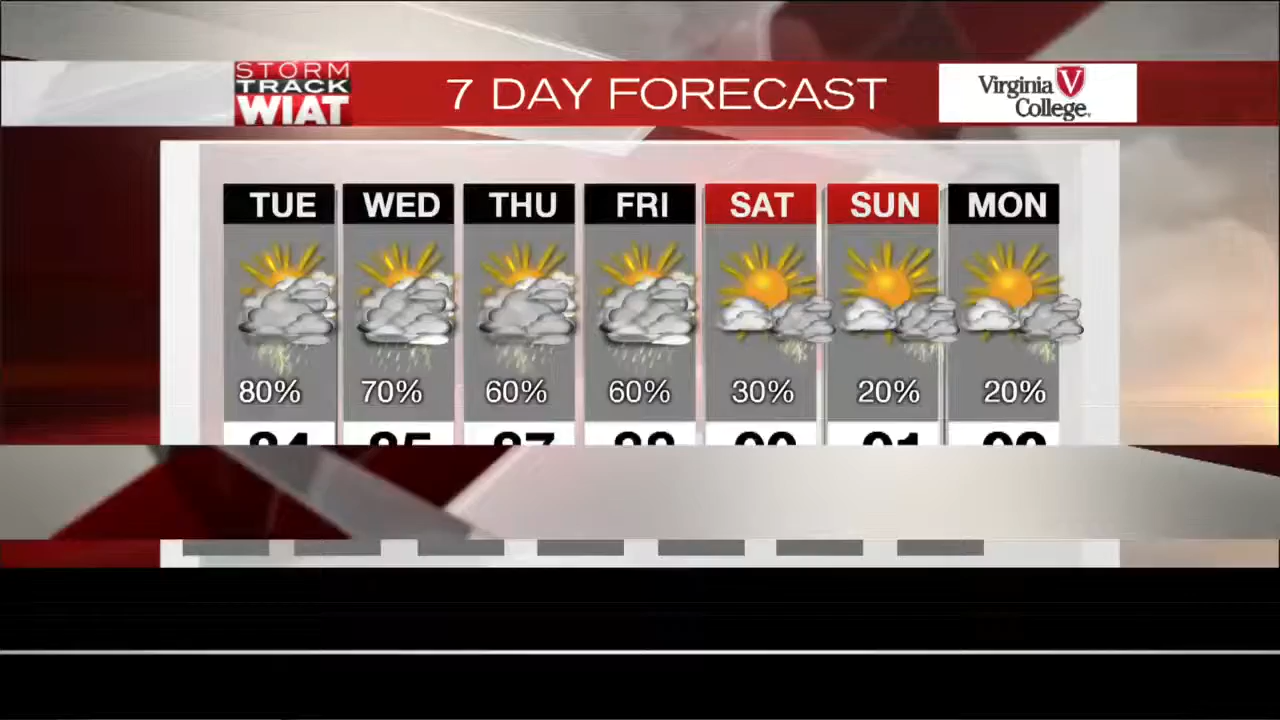 STORM
TRACK
WIAT
7 DAY FORECAST
Virginia
College
TUE WED THU FRI SAT SUN MON
80% 70% 60% 60% 30% 20% 20%